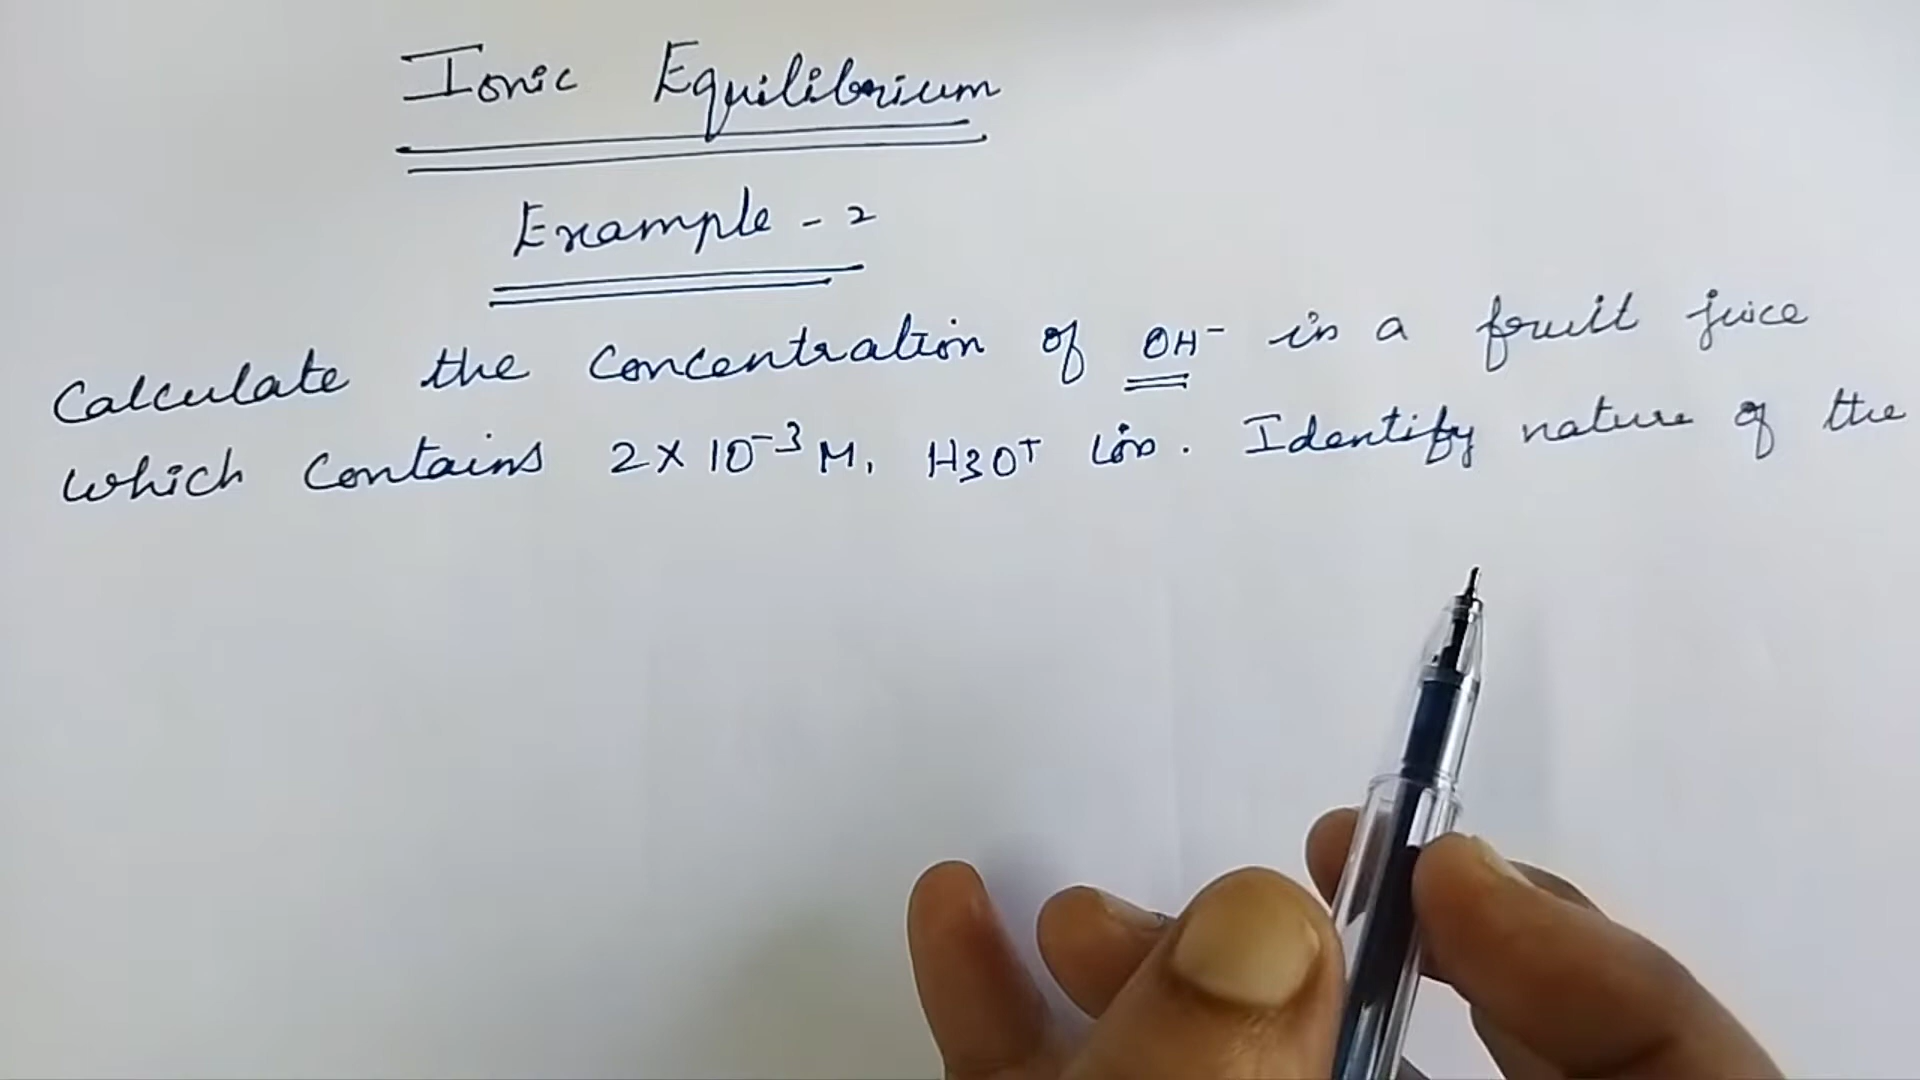 Ionic Equilibrium
Example - 2
Calculate the concentration of OH⁻ in a fruit juice
which contains 2 × 10⁻³ M, H3O⁺ ion. Identify nature of the